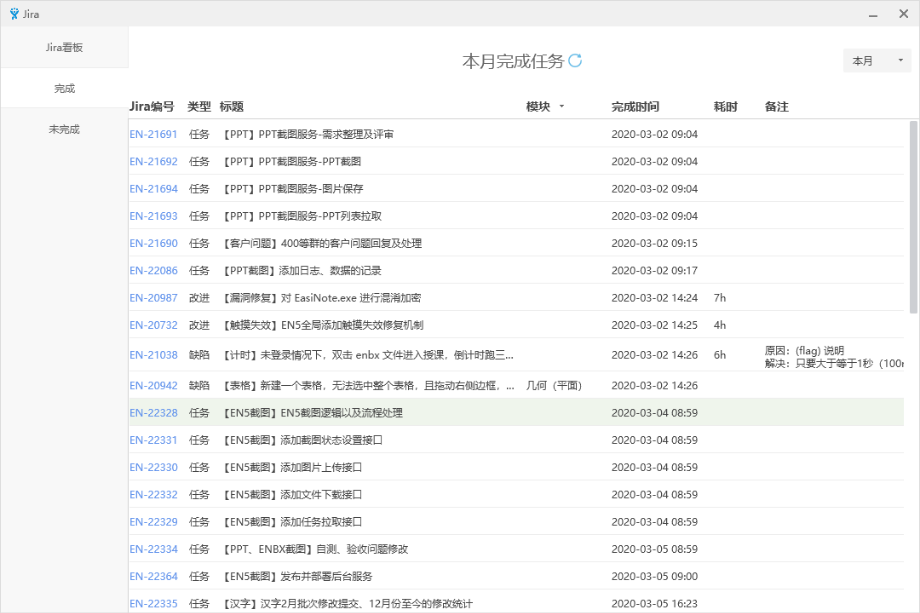 Jira
Jira看板
完成
未完成
本月完成任务
本月
Jira编号 类型 标题 模块 完成时间 耗时 备注
EN-21691 任务 【PPT】PPT截图服务-需求整理及评审 2020-03-02 09:04
EN-21692 任务 【PPT】PPT截图服务-PPT截图 2020-03-02 09:04
EN-21694 任务 【PPT】PPT截图服务-图片保存 2020-03-02 09:04
EN-21693 任务 【PPT】PPT截图服务-PPT列表拉取 2020-03-02 09:04
EN-21690 任务 【客户问题】400等群的客户问题回复及处理 2020-03-02 09:15
EN-22086 任务 【PPT截图】添加日志、数据的记录 2020-03-02 09:17
EN-20987 改进 【漏洞修复】对 EasiNote.exe 进行混淆加密 2020-03-02 14:24 7h
EN-20732 改进 【触摸失效】EN5全局添加触摸失效修复机制 2020-03-02 14:25 4h
EN-21038 缺陷 【计时】未登录情况下，双击 enbx 文件进入授课，倒计时跑三... 2020-03-02 14:26 6h 原因：(flag) 说明
解决：只要大于等于1秒（100
EN-20942 缺陷 【表格】新建一个表格，无法选中整个表格，且拖动右侧边框，... 几何（平面） 2020-03-02 14:26
EN-22328 任务 【EN5截图】EN5截图逻辑以及流程处理 2020-03-04 08:59
EN-22331 任务 【EN5截图】添加截图状态设置接口 2020-03-04 08:59
EN-22330 任务 【EN5截图】添加图片上传接口 2020-03-04 08:59
EN-22332 任务 【EN5截图】添加文件下载接口 2020-03-04 08:59
EN-22329 任务 【EN5截图】添加任务拉取接口 2020-03-04 08:59
EN-22334 任务 【PPT、ENBX截图】自测、验收问题修改 2020-03-05 08:59
EN-22364 任务 【EN5截图】发布并部署后台服务 2020-03-05 09:00
EN-22335 任务 【汉字】汉字2月批次修改提交、12月份至今的修改统计 2020-03-05 16:23